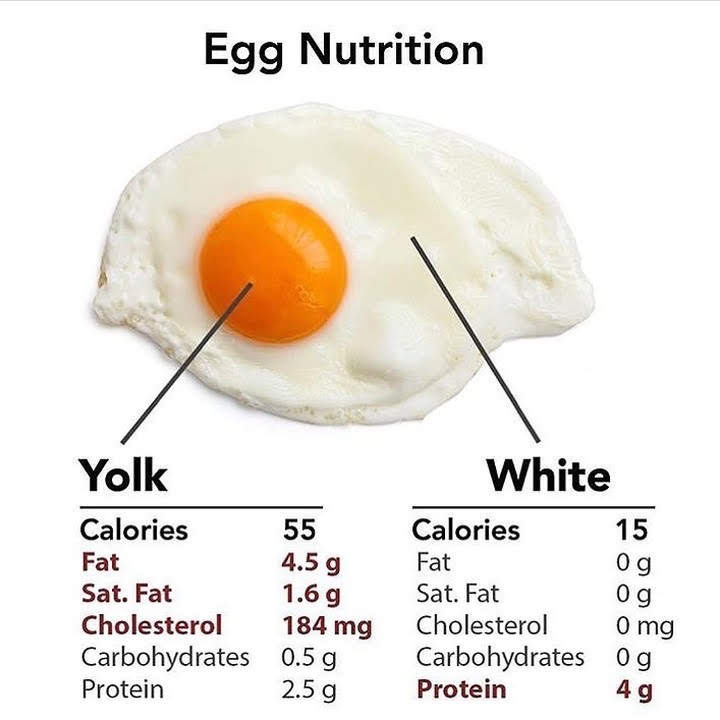 Egg Nutrition
Yolk
Calories 55
Fat 4.5 g
Sat. Fat 1.6 g
Cholesterol 184 mg
Carbohydrates 0.5 g
Protein 2.5 g
White
Calories 15
Fat 0 g
Sat. Fat 0 g
Cholesterol 0 mg
Carbohydrates 0 g
Protein 4 g